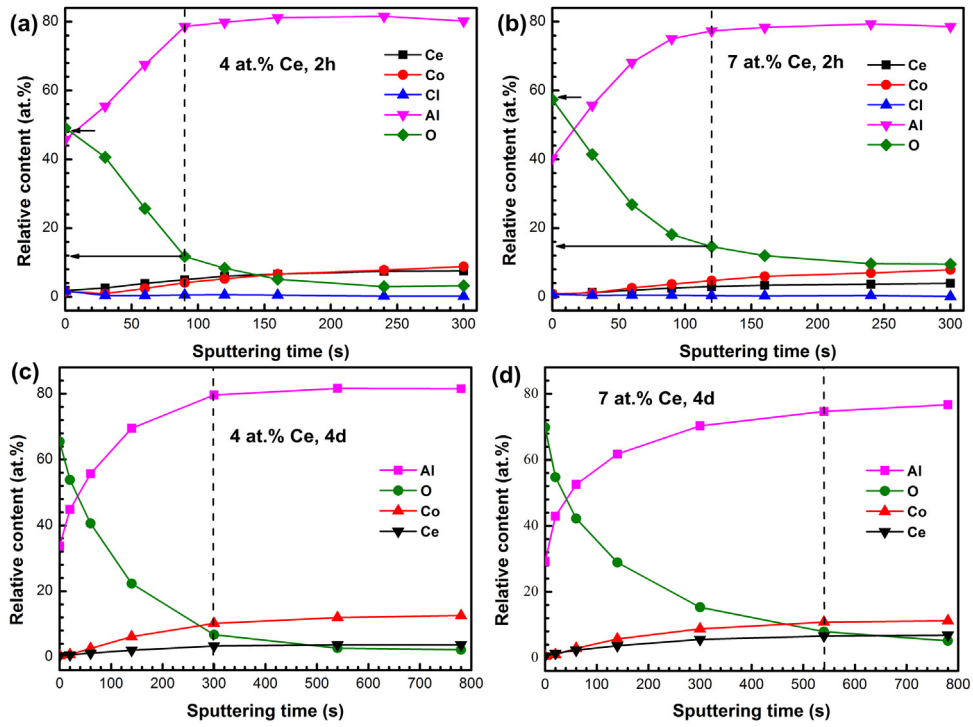 (a)
4 at.% Ce, 2h
Ce
Co
Cl
Al
O
Relative content (at.%)
80
60
40
20
0
0 50 100 150 200 250 300
Sputtering time (s)
(b)
7 at.% Ce, 2h
Ce
Co
Cl
Al
O
Relative content (at.%)
80
60
40
20
0
0 50 100 150 200 250 300
Sputtering time (s)
(c)
4 at.% Ce, 4d
Al
O
Co
Ce
Relative content (at.%)
80
60
40
20
0
0 100 200 300 400 500 600 700 800
Sputtering time (s)
(d)
7 at.% Ce, 4d
Al
O
Co
Ce
Relative content (at.%)
80
60
40
20
0
0 100 200 300 400 500 600 700 800
Sputtering time (s)